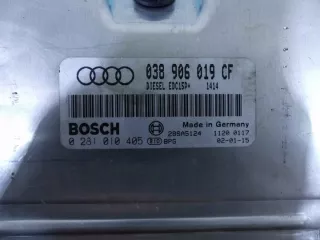 038 906 019 CF
DIESEL EDC15P+ 1414
BOSCH Made in Germany
28SA5124 1120 0117
0 281 010 405 BPG 02-01-15